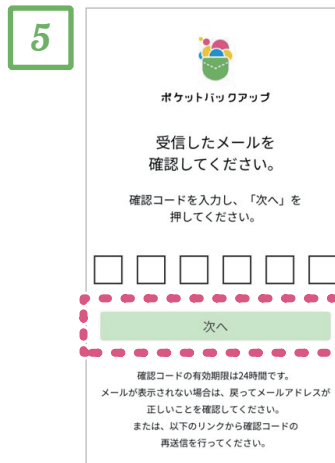 5
ポケットバックアップ
受信したメールを
確認してください。
確認コードを入力し、「次へ」を
押してください。
次へ
確認コードの有効期限は24時間です。
メールが表示されない場合は、戻ってメールアドレスが
正しいことを確認してください。
または、以下のリンクから確認コードの
再送信を行ってください。